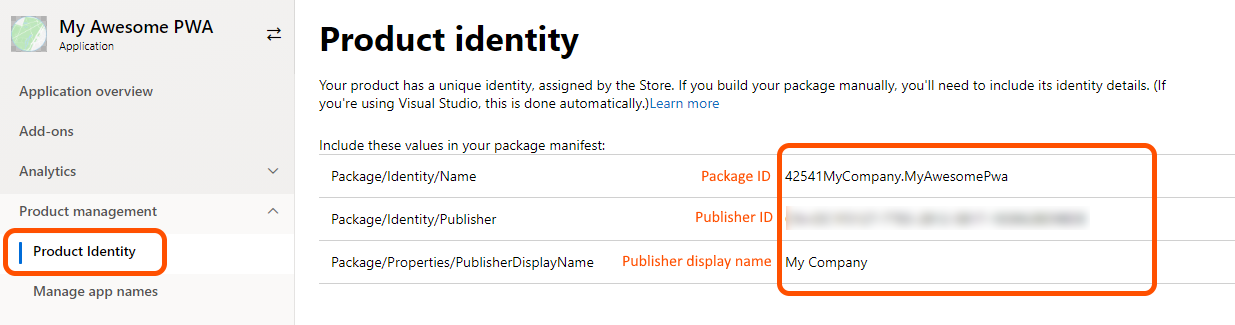 My Awesome PWA
Application
Application overview
Add-ons
Analytics
Product management
Product Identity
Manage app names
Product identity
Your product has a unique identity, assigned by the Store. If you build your package manually, you'll need to include its identity details. (If
you're using Visual Studio, this is done automatically.)Learn more
Include these values in your package manifest:
Package/Identity/Name Package ID 42541MyCompany.MyAwesomePwa
Package/Identity/Publisher Publisher ID
Package/Properties/PublisherDisplayName Publisher display name My Company